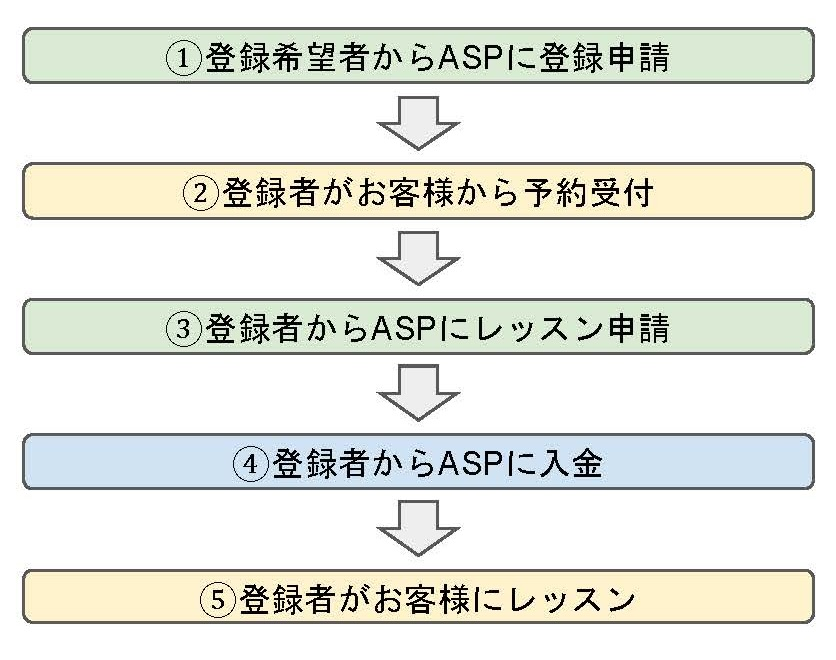 ①登録希望者からASPに登録申請
②登録者がお客様から予約受付
③登録者からASPにレッスン申請
④登録者からASPに入金
⑤登録者がお客様にレッスン